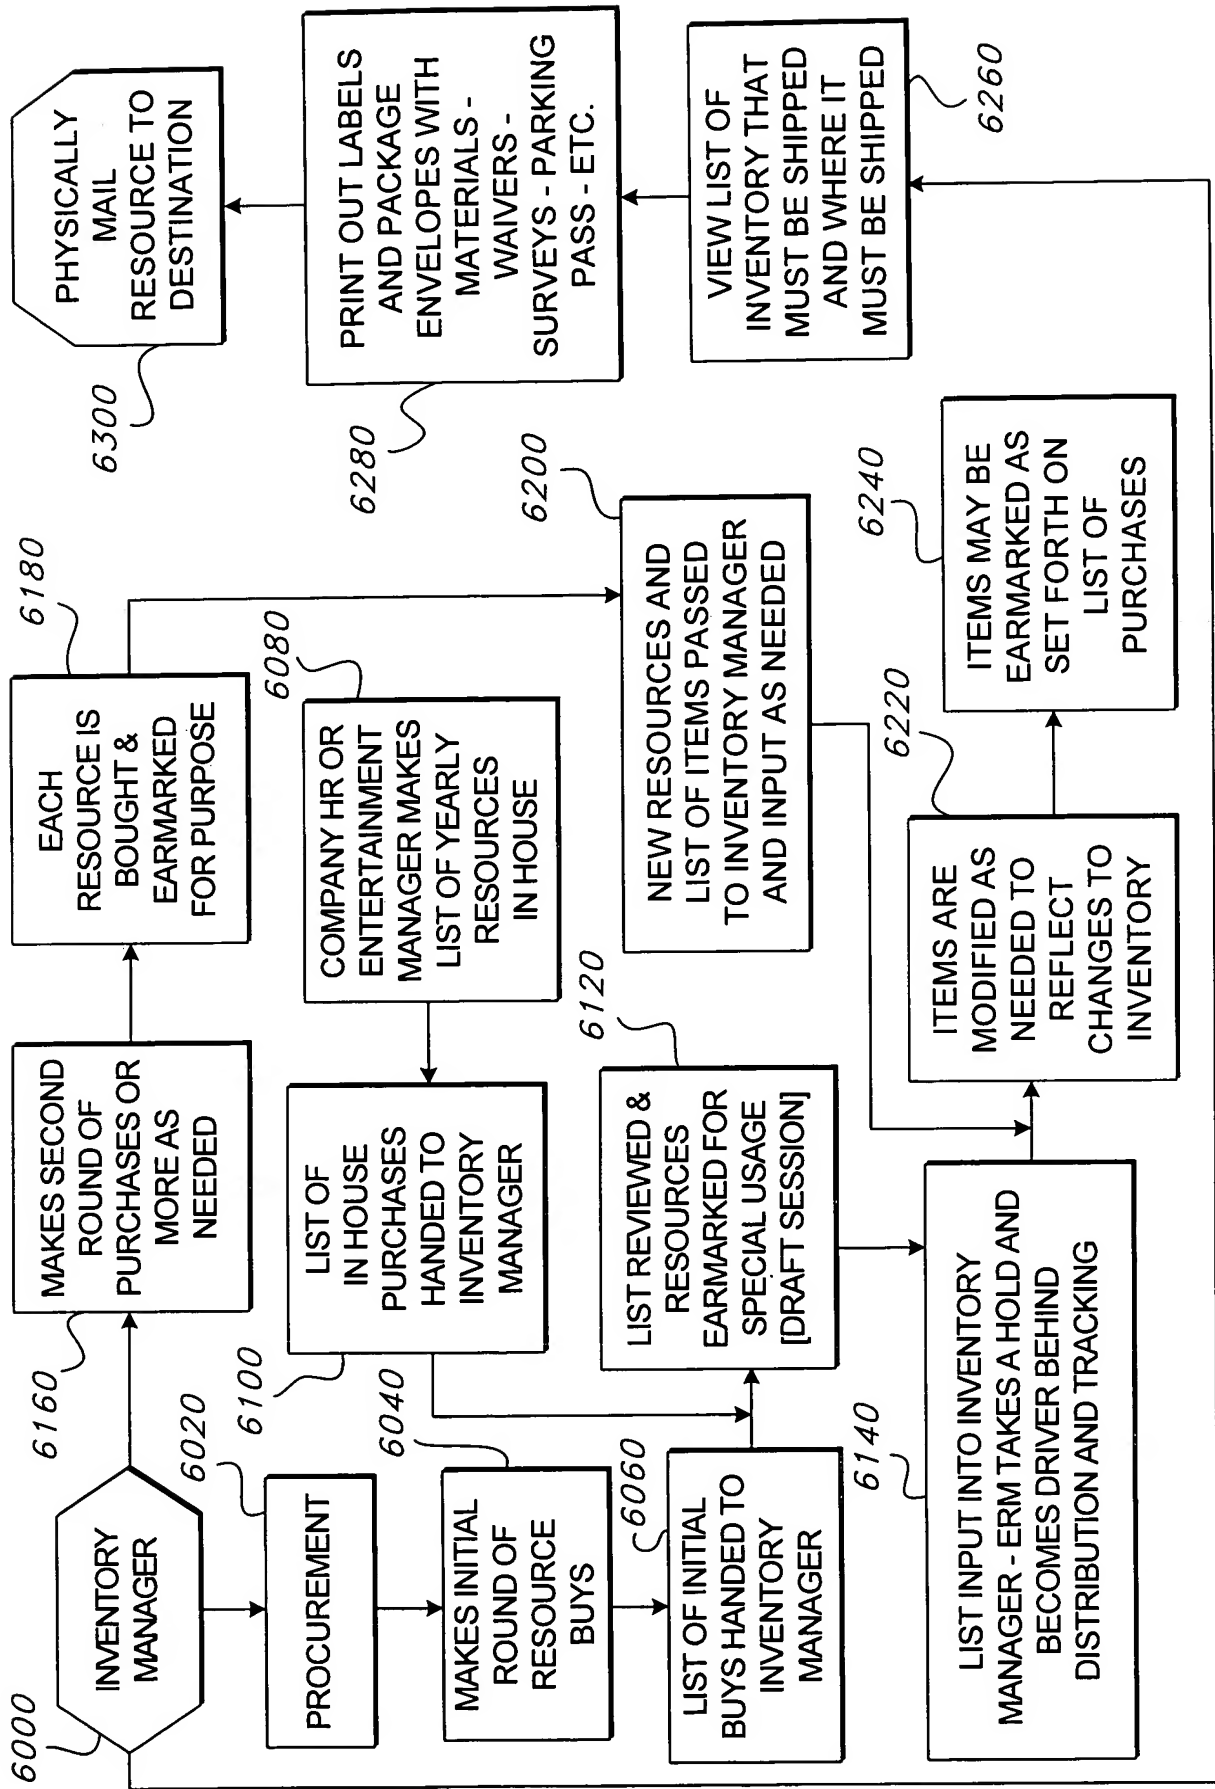 6000
INVENTORY
MANAGER
6020
PROCUREMENT
6040
MAKES INITIAL
ROUND OF
RESOURCE
BUYS
6060
LIST OF INITIAL
BUYS HANDED TO
INVENTORY
MANAGER
6080
COMPANY HR OR
ENTERTAINMENT
MANAGER MAKES
LIST OF YEARLY
RESOURCES
IN HOUSE
6100
LIST OF
IN HOUSE
PURCHASES
HANDED TO
INVENTORY
MANAGER
6120
LIST REVIEWED &
RESOURCES
EARMARKED FOR
SPECIAL USAGE
[DRAFT SESSION]
6140
LIST INPUT INTO INVENTORY
MANAGER - ERM TAKES A HOLD AND
BECOMES DRIVER BEHIND
DISTRIBUTION AND TRACKING
6160
MAKES SECOND
ROUND OF
PURCHASES OR
MORE AS
NEEDED
6180
EACH
RESOURCE IS
BOUGHT &
EARMARKED
FOR PURPOSE
6200
NEW RESOURCES AND
LIST OF ITEMS PASSED
TO INVENTORY MANAGER
AND INPUT AS NEEDED
6220
ITEMS ARE
MODIFIED AS
NEEDED TO
REFLECT
CHANGES TO
INVENTORY
6240
ITEMS MAY BE
EARMARKED AS
SET FORTH ON
LIST OF
PURCHASES
6260
VIEW LIST OF
INVENTORY THAT
MUST BE SHIPPED
AND WHERE IT
MUST BE SHIPPED
6280
PRINT OUT LABELS
AND PACKAGE
ENVELOPES WITH
MATERIALS -
WAIVERS -
SURVEYS - PARKING
PASS - ETC.
6300
PHYSICALLY
MAIL
RESOURCE TO
DESTINATION